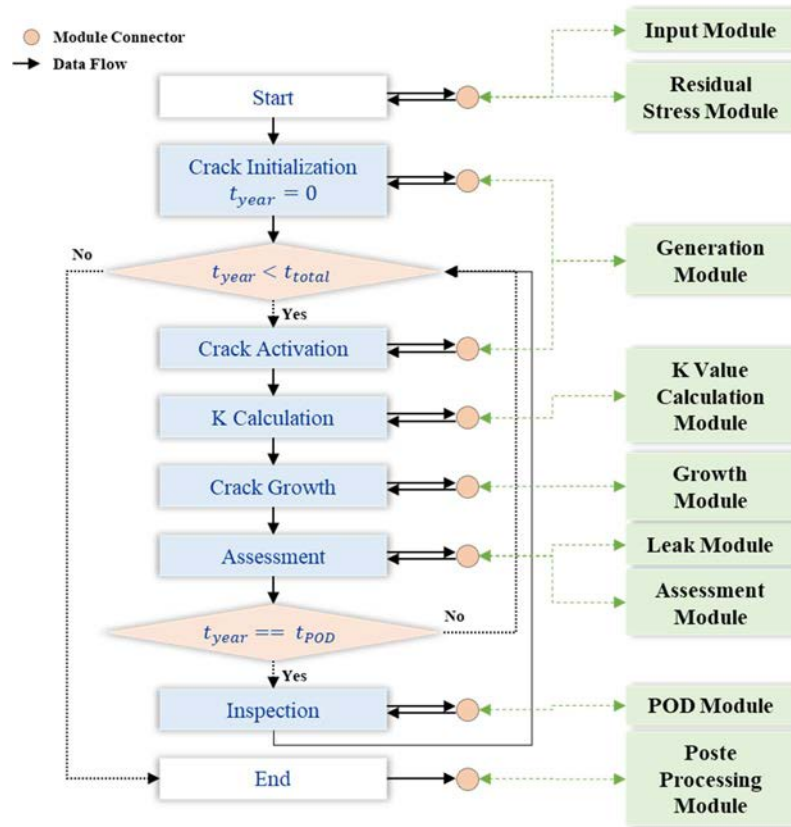 Module Connector
Data Flow
Input Module
Start
Residual
Stress Module
Crack Initialization
t_year = 0
No
t_year < t_total
Generation
Module
Yes
Crack Activation
K Value
Calculation
Module
K Calculation
Crack Growth
Growth
Module
Leak Module
Assessment
Assessment
Module
t_year == t_POD
No
Yes
Inspection
POD Module
End
Poste
Processing
Module